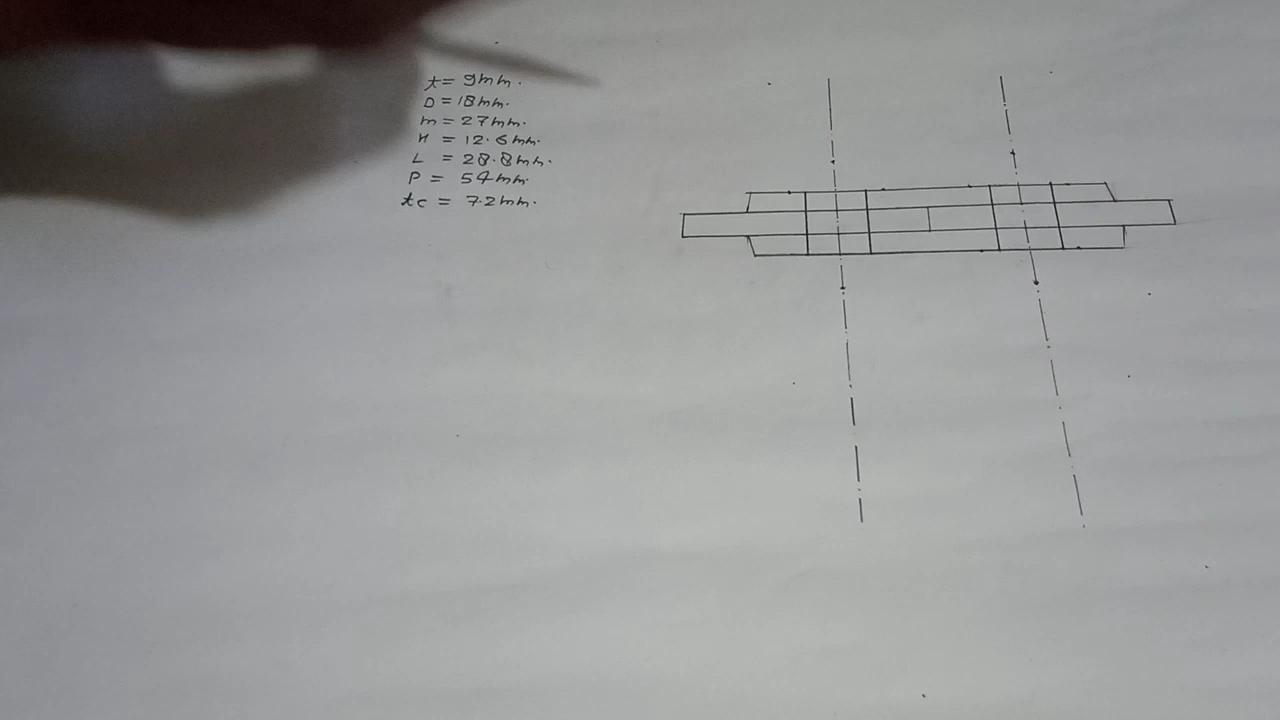 t = 9mm.
D = 18mm.
m = 27mm.
H = 12.6mm.
L = 28.8mm.
P = 54mm.
tc = 7.2mm.